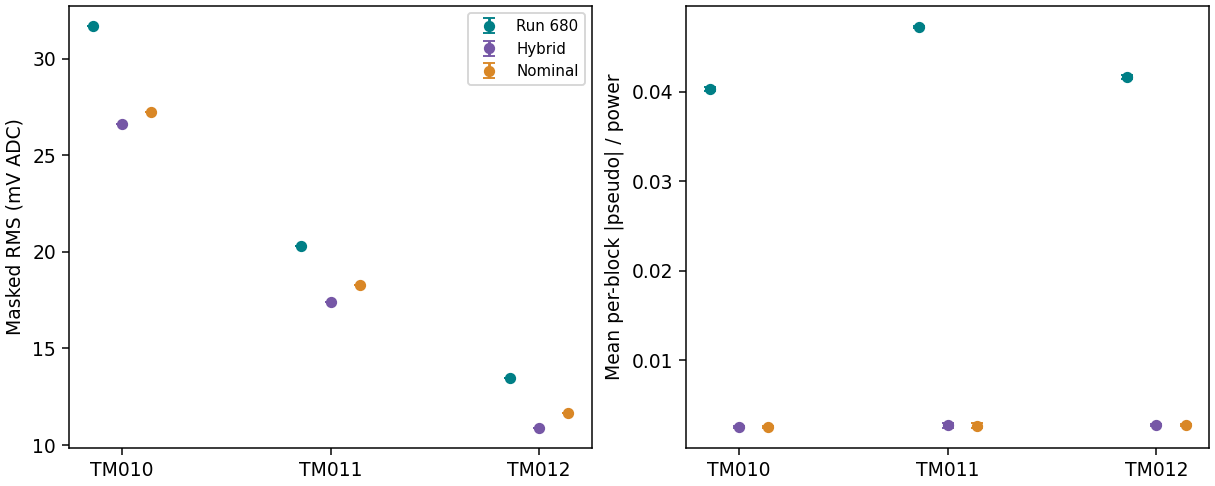 Masked RMS (mV ADC)
30
25
20
15
10
TM010
TM011
TM012
Run 680
Hybrid
Nominal
Mean per-block |pseudo| / power
0.04
0.03
0.02
0.01
TM010
TM011
TM012